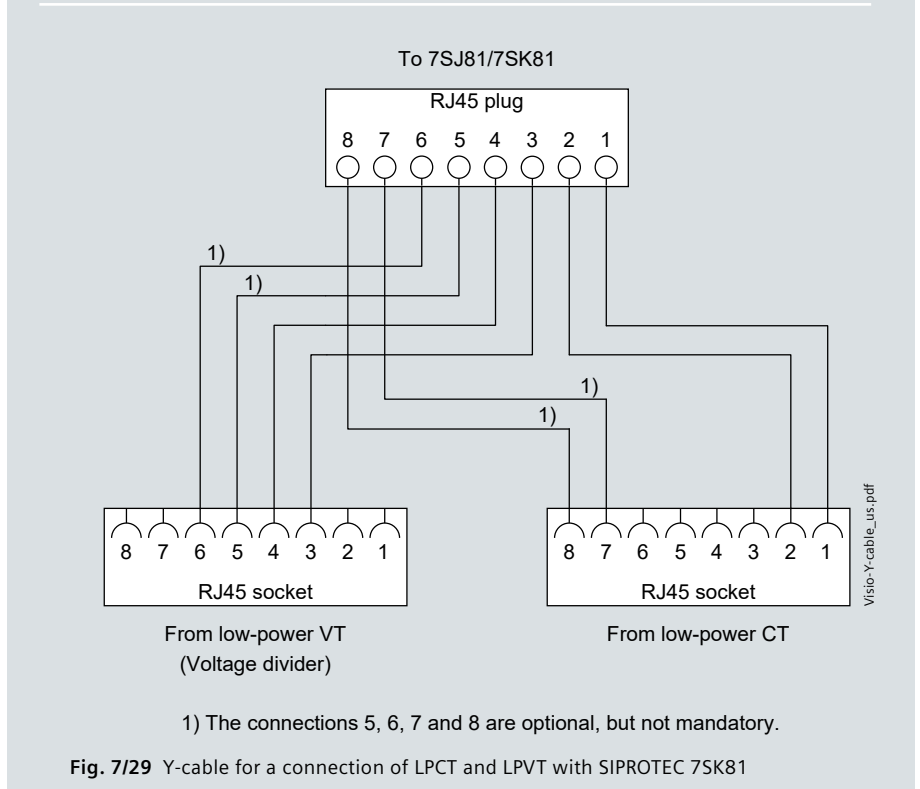 To 7SJ81/7SK81
RJ45 plug
8 7 6 5 4 3 2 1
1)
1)
1)
1)
8 7 6 5 4 3 2 1
RJ45 socket
From low-power VT
(Voltage divider)
8 7 6 5 4 3 2 1
RJ45 socket
From low-power CT
Visio-Y-cable_us.pdf
1) The connections 5, 6, 7 and 8 are optional, but not mandatory.
Fig. 7/29 Y-cable for a connection of LPCT and LPVT with SIPROTEC 7SK81